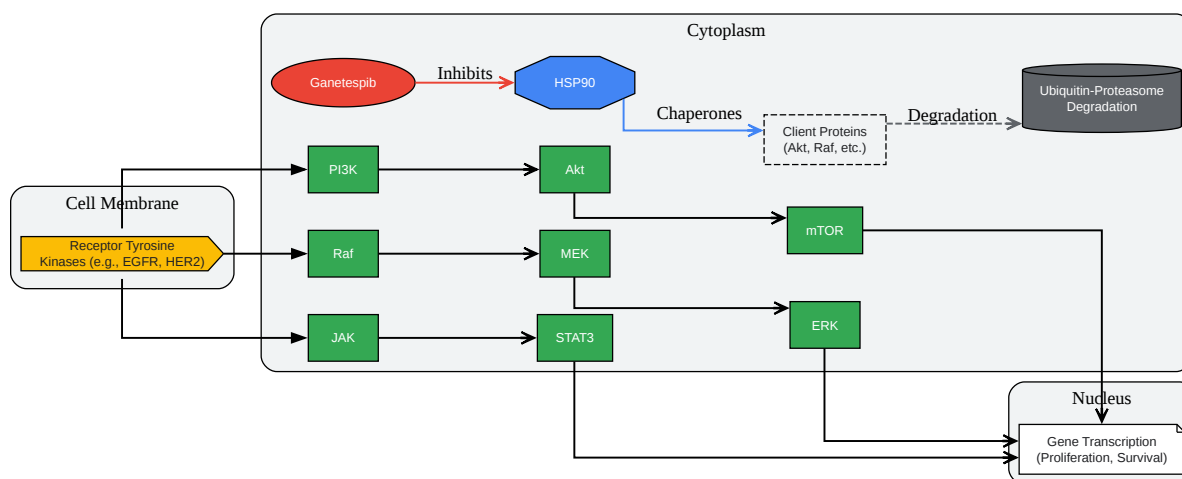 Cytoplasm
Ganetespib
Inhibits
HSP90
Chaperones
Client Proteins
(Akt, Raf, etc.)
Degradation
Ubiquitin-Proteasome
Degradation
Cell Membrane
Receptor Tyrosine
Kinases (e.g., EGFR, HER2)
PI3K
Akt
mTOR
Raf
MEK
ERK
JAK
STAT3
Nucleus
Gene Transcription
(Proliferation, Survival)